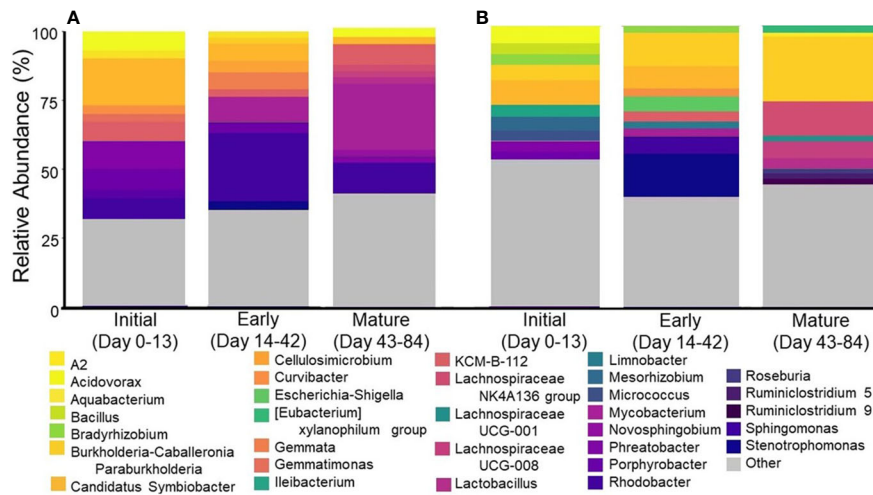 A
B
Relative Abundance (%)
100
75
50
25
0
Initial
(Day 0-13)
Early
(Day 14-42)
Mature
(Day 43-84)
Initial
(Day 0-13)
Early
(Day 14-42)
Mature
(Day 43-84)
A2
Acidovorax
Aquabacterium
Bacillus
Bradyrhizobium
Burkholderia-Caballeronia
Paraburkholderia
Candidatus Symbiobacter
Cellulosimicrobium
Curvibacter
Escherichia-Shigella
[Eubacterium]
xylanophilum group
Gemmata
Gemmatimonas
Ileibacterium
KCM-B-112
Lachnospiraceae
NK4A136 group
Lachnospiraceae
UCG-001
Lachnospiraceae
UCG-008
Lactobacillus
Limnobacter
Mesorhizobium
Micrococcus
Mycobacterium
Novosphingobium
Phreatobacter
Porphyrobacter
Rhodobacter
Roseburia
Ruminiclostridium 5
Ruminiclostridium 9
Sphingomonas
Stenotrophomonas
Other